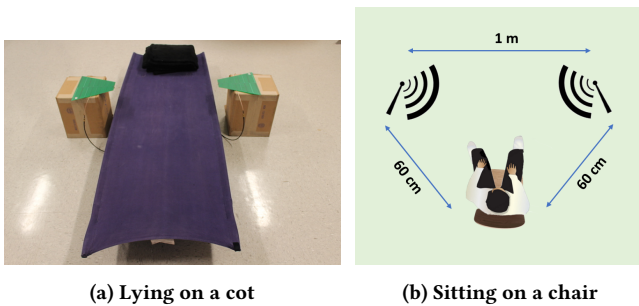 1 m
60 cm
60 cm
(a) Lying on a cot
(b) Sitting on a chair